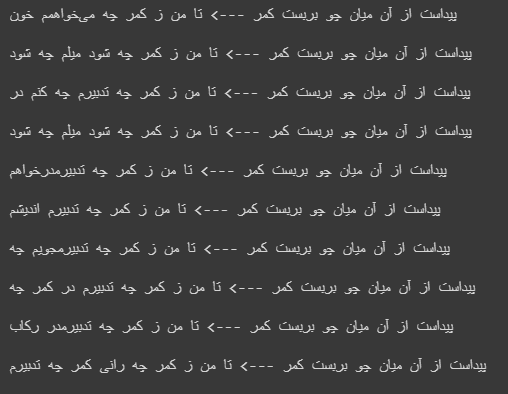 پیداست از آن میان چو بربست کمر ---> تا من ز کمر چه می‌خواهمم خون
پیداست از آن میان چو بربست کمر ---> تا من ز کمر چه شود میلم چه شود
پیداست از آن میان چو بربست کمر ---> تا من ز کمر چه تدبیرم چه کنم در
پیداست از آن میان چو بربست کمر ---> تا من ز کمر چه شود میلم چه شود
پیداست از آن میان چو بربست کمر ---> تا من ز کمر چه تدبیرمدرخواهم
پیداست از آن میان چو بربست کمر ---> تا من ز کمر چه تدبیرم اندیشم
پیداست از آن میان چو بربست کمر ---> تا من ز کمر چه تدبیرمجویم چه
پیداست از آن میان چو بربست کمر ---> تا من ز کمر چه تدبیرم در کمر چه
پیداست از آن میان چو بربست کمر ---> تا من ز کمر چه تدبیرمدر رکاب
پیداست از آن میان چو بربست کمر ---> تا من ز کمر چه رانی کمر چه تدبیرم